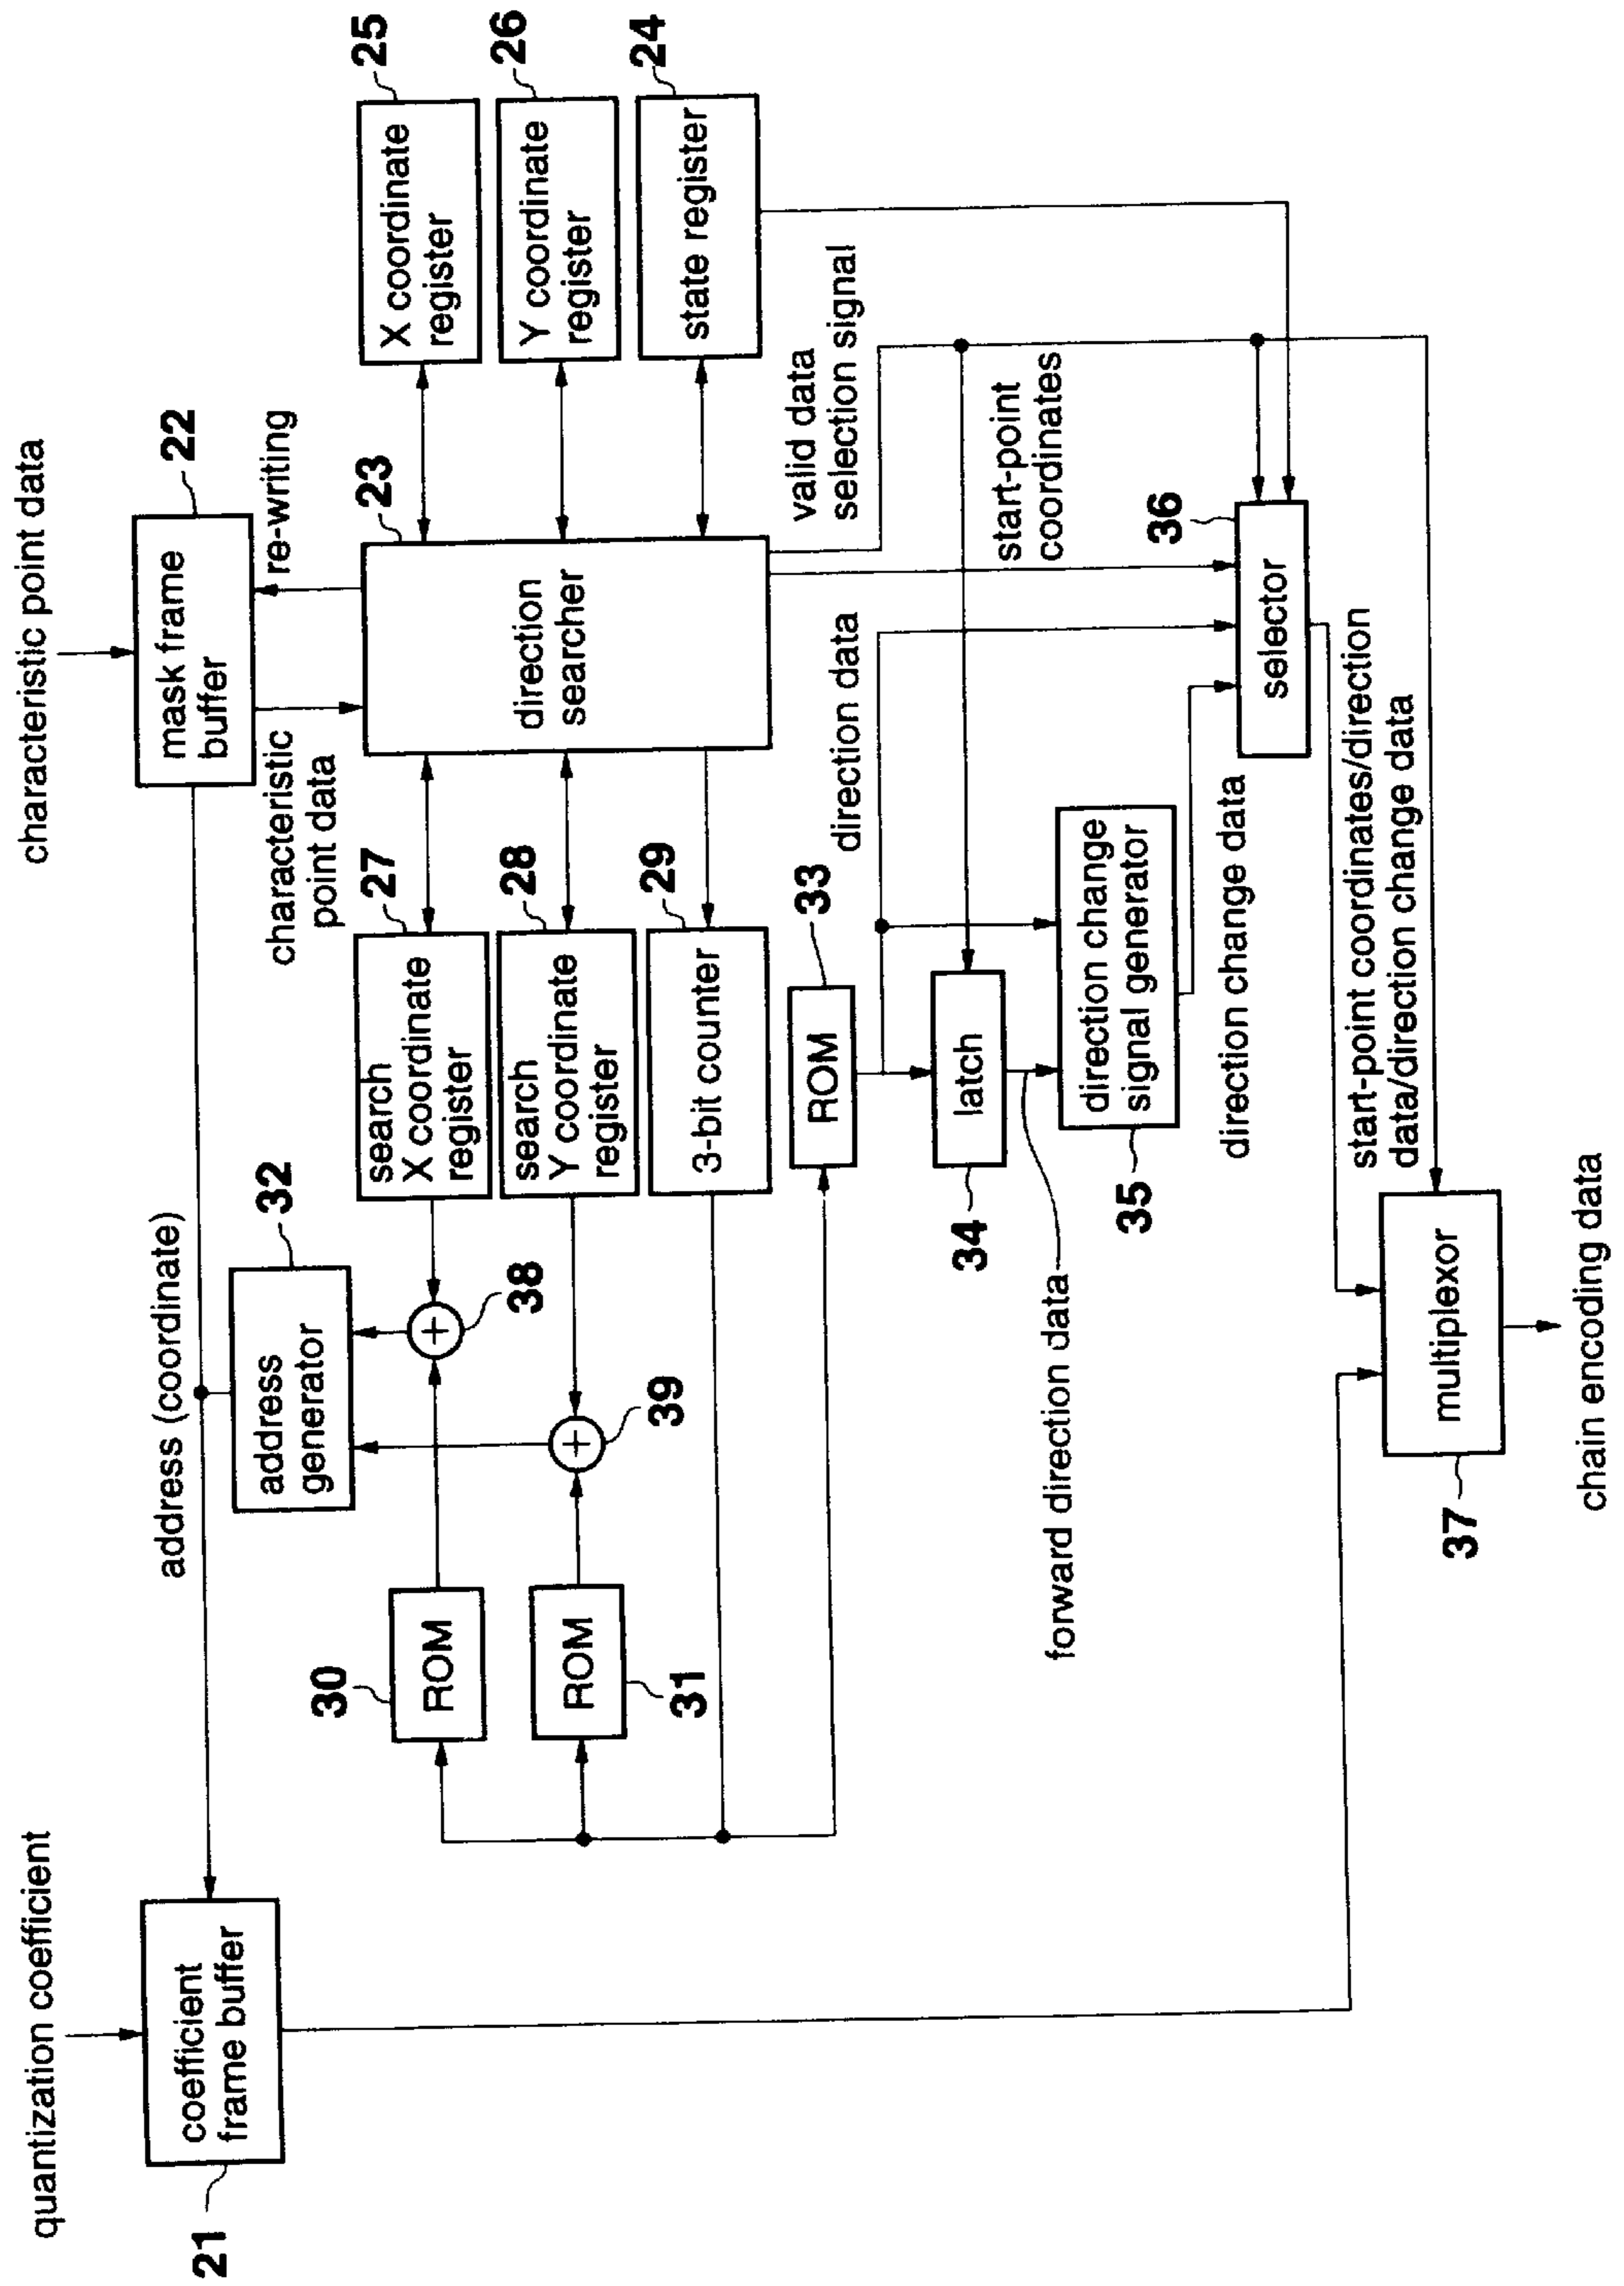 quantization coefficient
21
coefficient
frame buffer
address (coordinate)
characteristic point data
22
mask frame
buffer
re-writing
characteristic
point data
32
address
generator
30
ROM
31
ROM
38
+
39
+
27
search
X coordinate
register
28
search
Y coordinate
register
29
3-bit counter
23
direction
searcher
25
X coordinate
register
26
Y coordinate
register
24
state register
valid data
selection signal
start-point
coordinates
33
ROM
direction data
34
latch
forward direction data
35
direction change
signal generator
direction change data
36
selector
start-point coordinates/direction
data/direction change data
37
multiplexor
chain encoding data